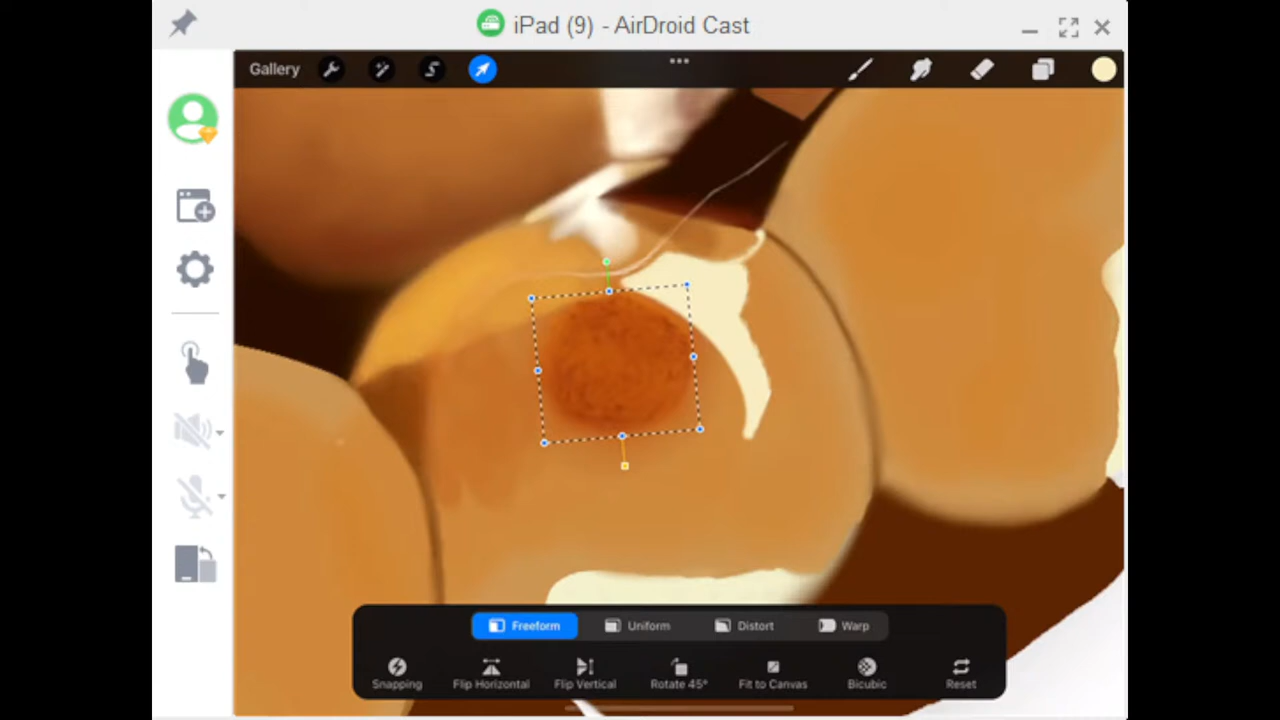 iPad (9) - AirDroid Cast
Gallery
Freeform Uniform Distort Warp
Snapping Flip Horizontal Flip Vertical Rotate 45° Fit to Canvas Bicubic Reset